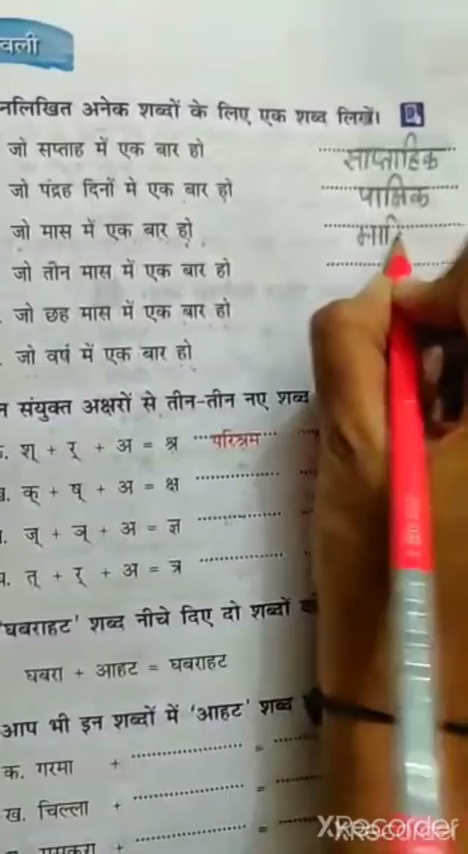 वली
नलिखित अनेक शब्दों के लिए एक शब्द लिखें।
जो सप्ताह में एक बार हो साप्ताहिक
जो पंद्रह दिनों मे एक बार हो पाक्षिक
जो मास में एक बार हो मासि
जो तीन मास में एक बार हो
जो छह मास में एक बार हो
जो वर्ष में एक बार हो
न संयुक्त अक्षरों से तीन-तीन नए शब्द
क. श् + र् + अ = श्र परिश्रम
ख. क् + ष् + अ = क्ष
ग. ज् + ञ् + अ = ज्ञ
घ. त् + र् + अ = त्र
'घबराहट' शब्द नीचे दिए दो शब्दों
घबरा + आहट = घबराहट
आप भी इन शब्दों में 'आहट' शब्द
क. गरमा + =
ख. चिल्ला + =
+ =
XRecorder